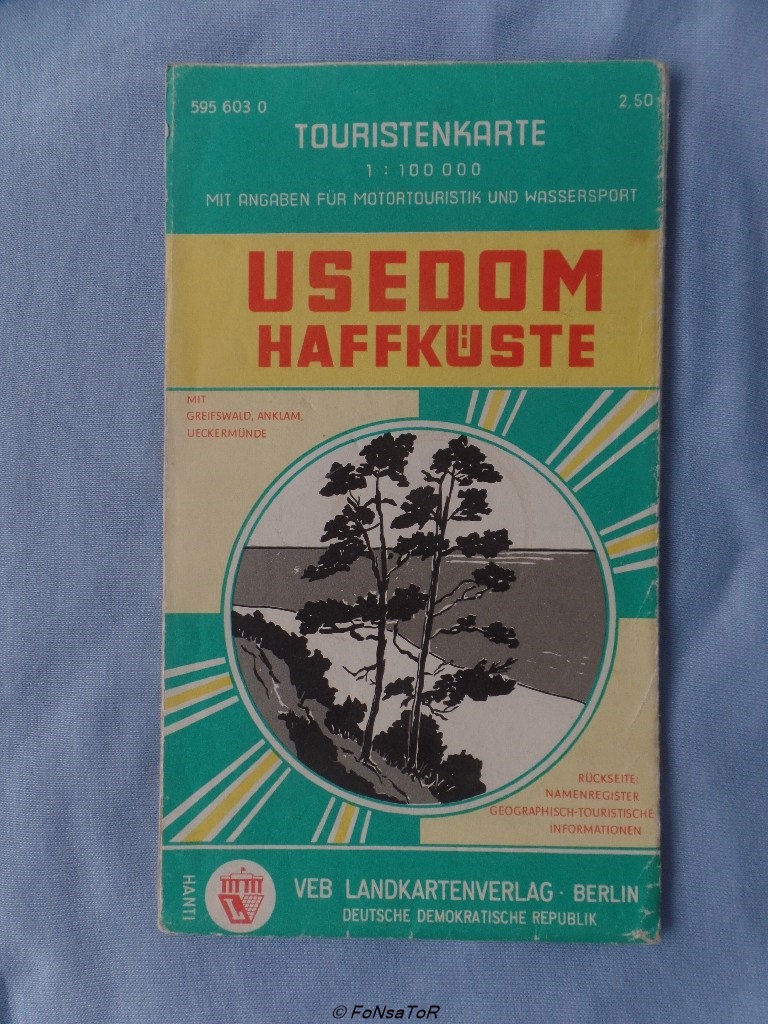 595 603 0
2,50
TOURISTENKARTE
1 : 100 000
MIT ANGABEN FÜR MOTORTOURISTIK UND WASSERSPORT
USEDOM
HAFFKÜSTE
MIT
GREIFSWALD, ANKLAM,
UECKERMÜNDE
RÜCKSEITE:
NAMENREGISTER
GEOGRAPHISCH-TOURISTISCHE
INFORMATIONEN
HANTI
VEB LANDKARTENVERLAG · BERLIN
DEUTSCHE DEMOKRATISCHE REPUBLIK
© FoNsaToR